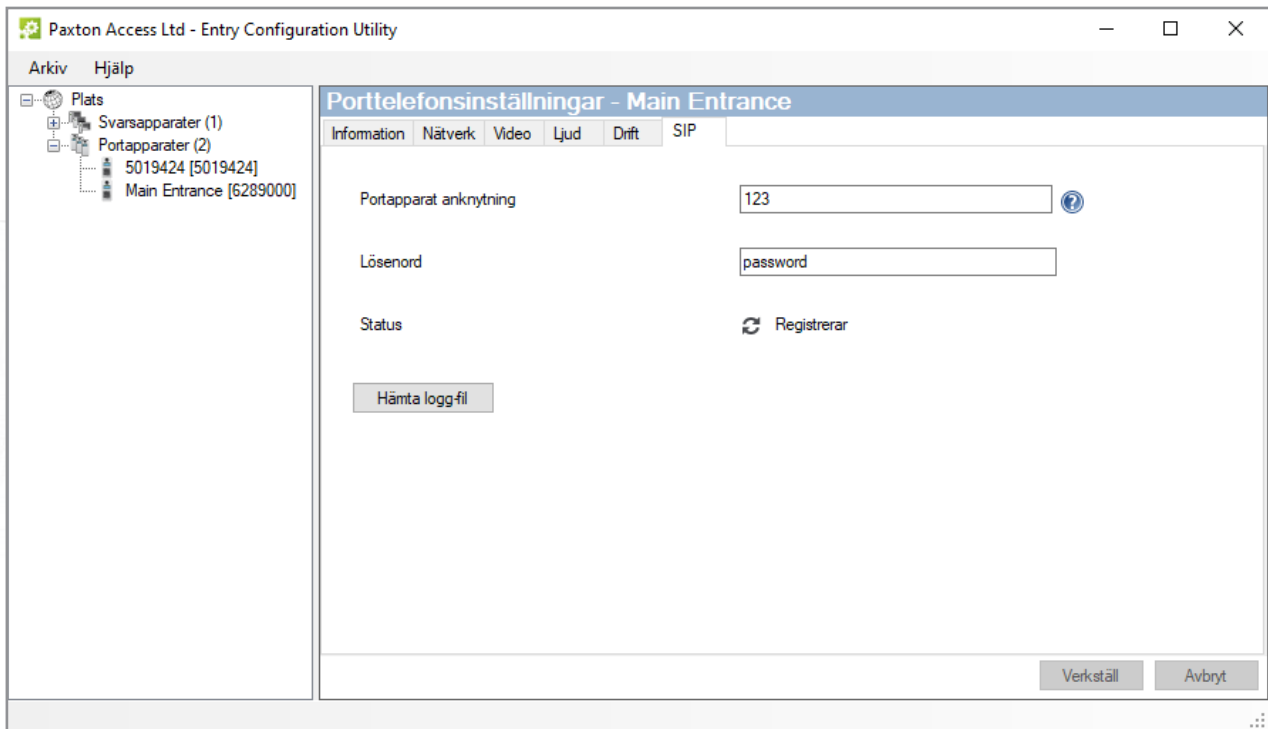 Paxton Access Ltd - Entry Configuration Utility
Arkiv Hjälp
Plats
Svarsapparater (1)
Portapparater (2)
5019424 [5019424]
Main Entrance [6289000]
Porttelefonsinställningar - Main Entrance
Information Nätverk Video Ljud Drift SIP
Portapparat anknytning 123
Lösenord password
Status Registrerar
Hämta logg-fil
Verkställ Avbryt